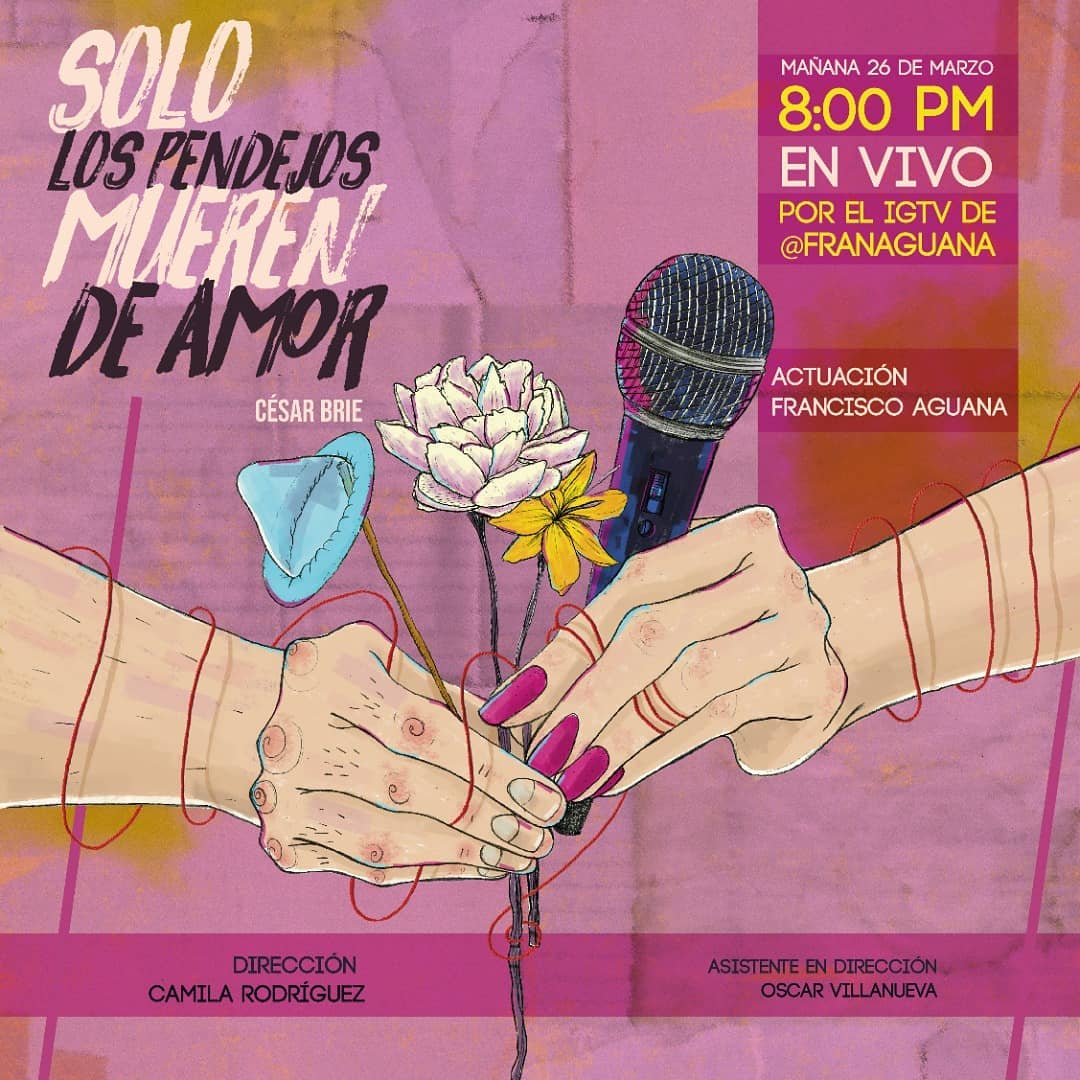 SOLO
LOS PENDEJOS
MUEREN
DE AMOR
CÉSAR BRIE
MAÑANA 26 DE MARZO
8:00 PM
EN VIVO
POR EL IGTV DE
@FRANAGUANA
ACTUACIÓN
FRANCISCO AGUANA
DIRECCIÓN
CAMILA RODRÍGUEZ
ASISTENTE EN DIRECCIÓN
OSCAR VILLANUEVA